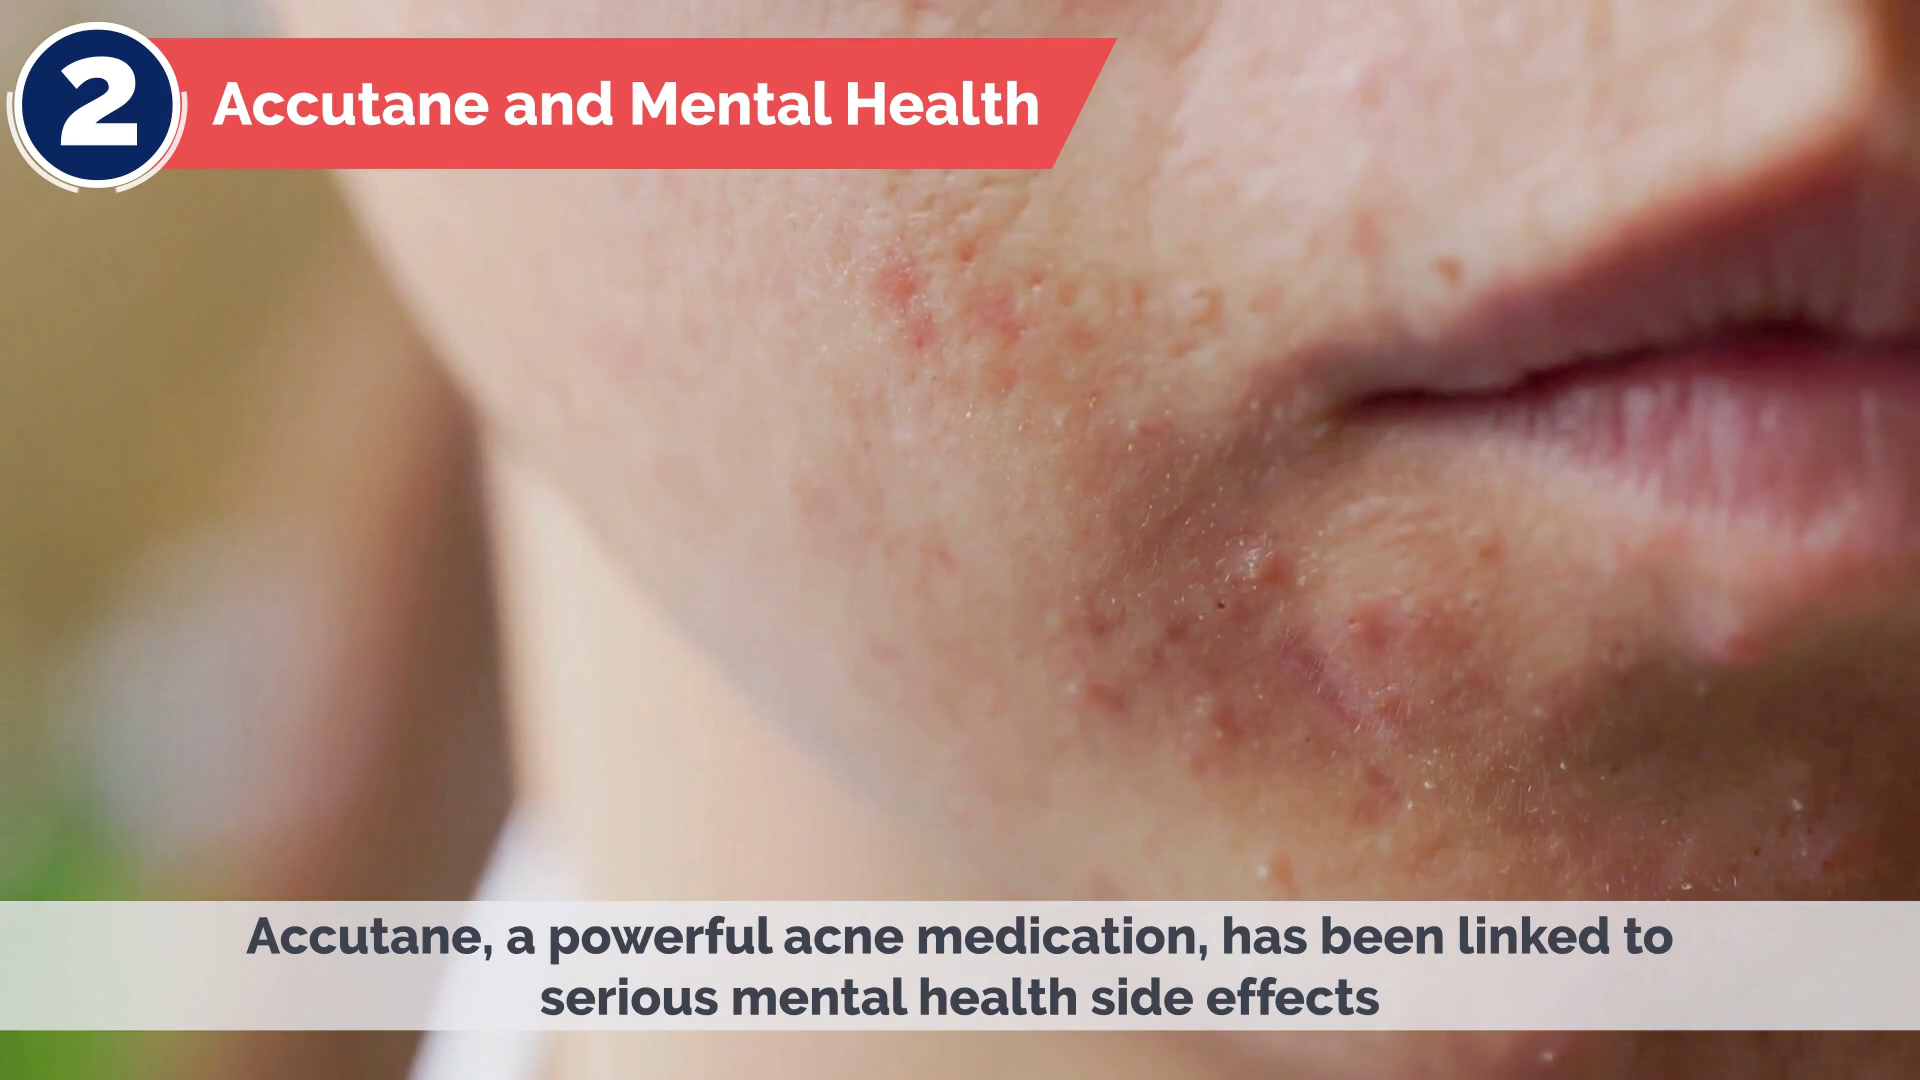 2
Accutane and Mental Health
Accutane, a powerful acne medication, has been linked to
serious mental health side effects